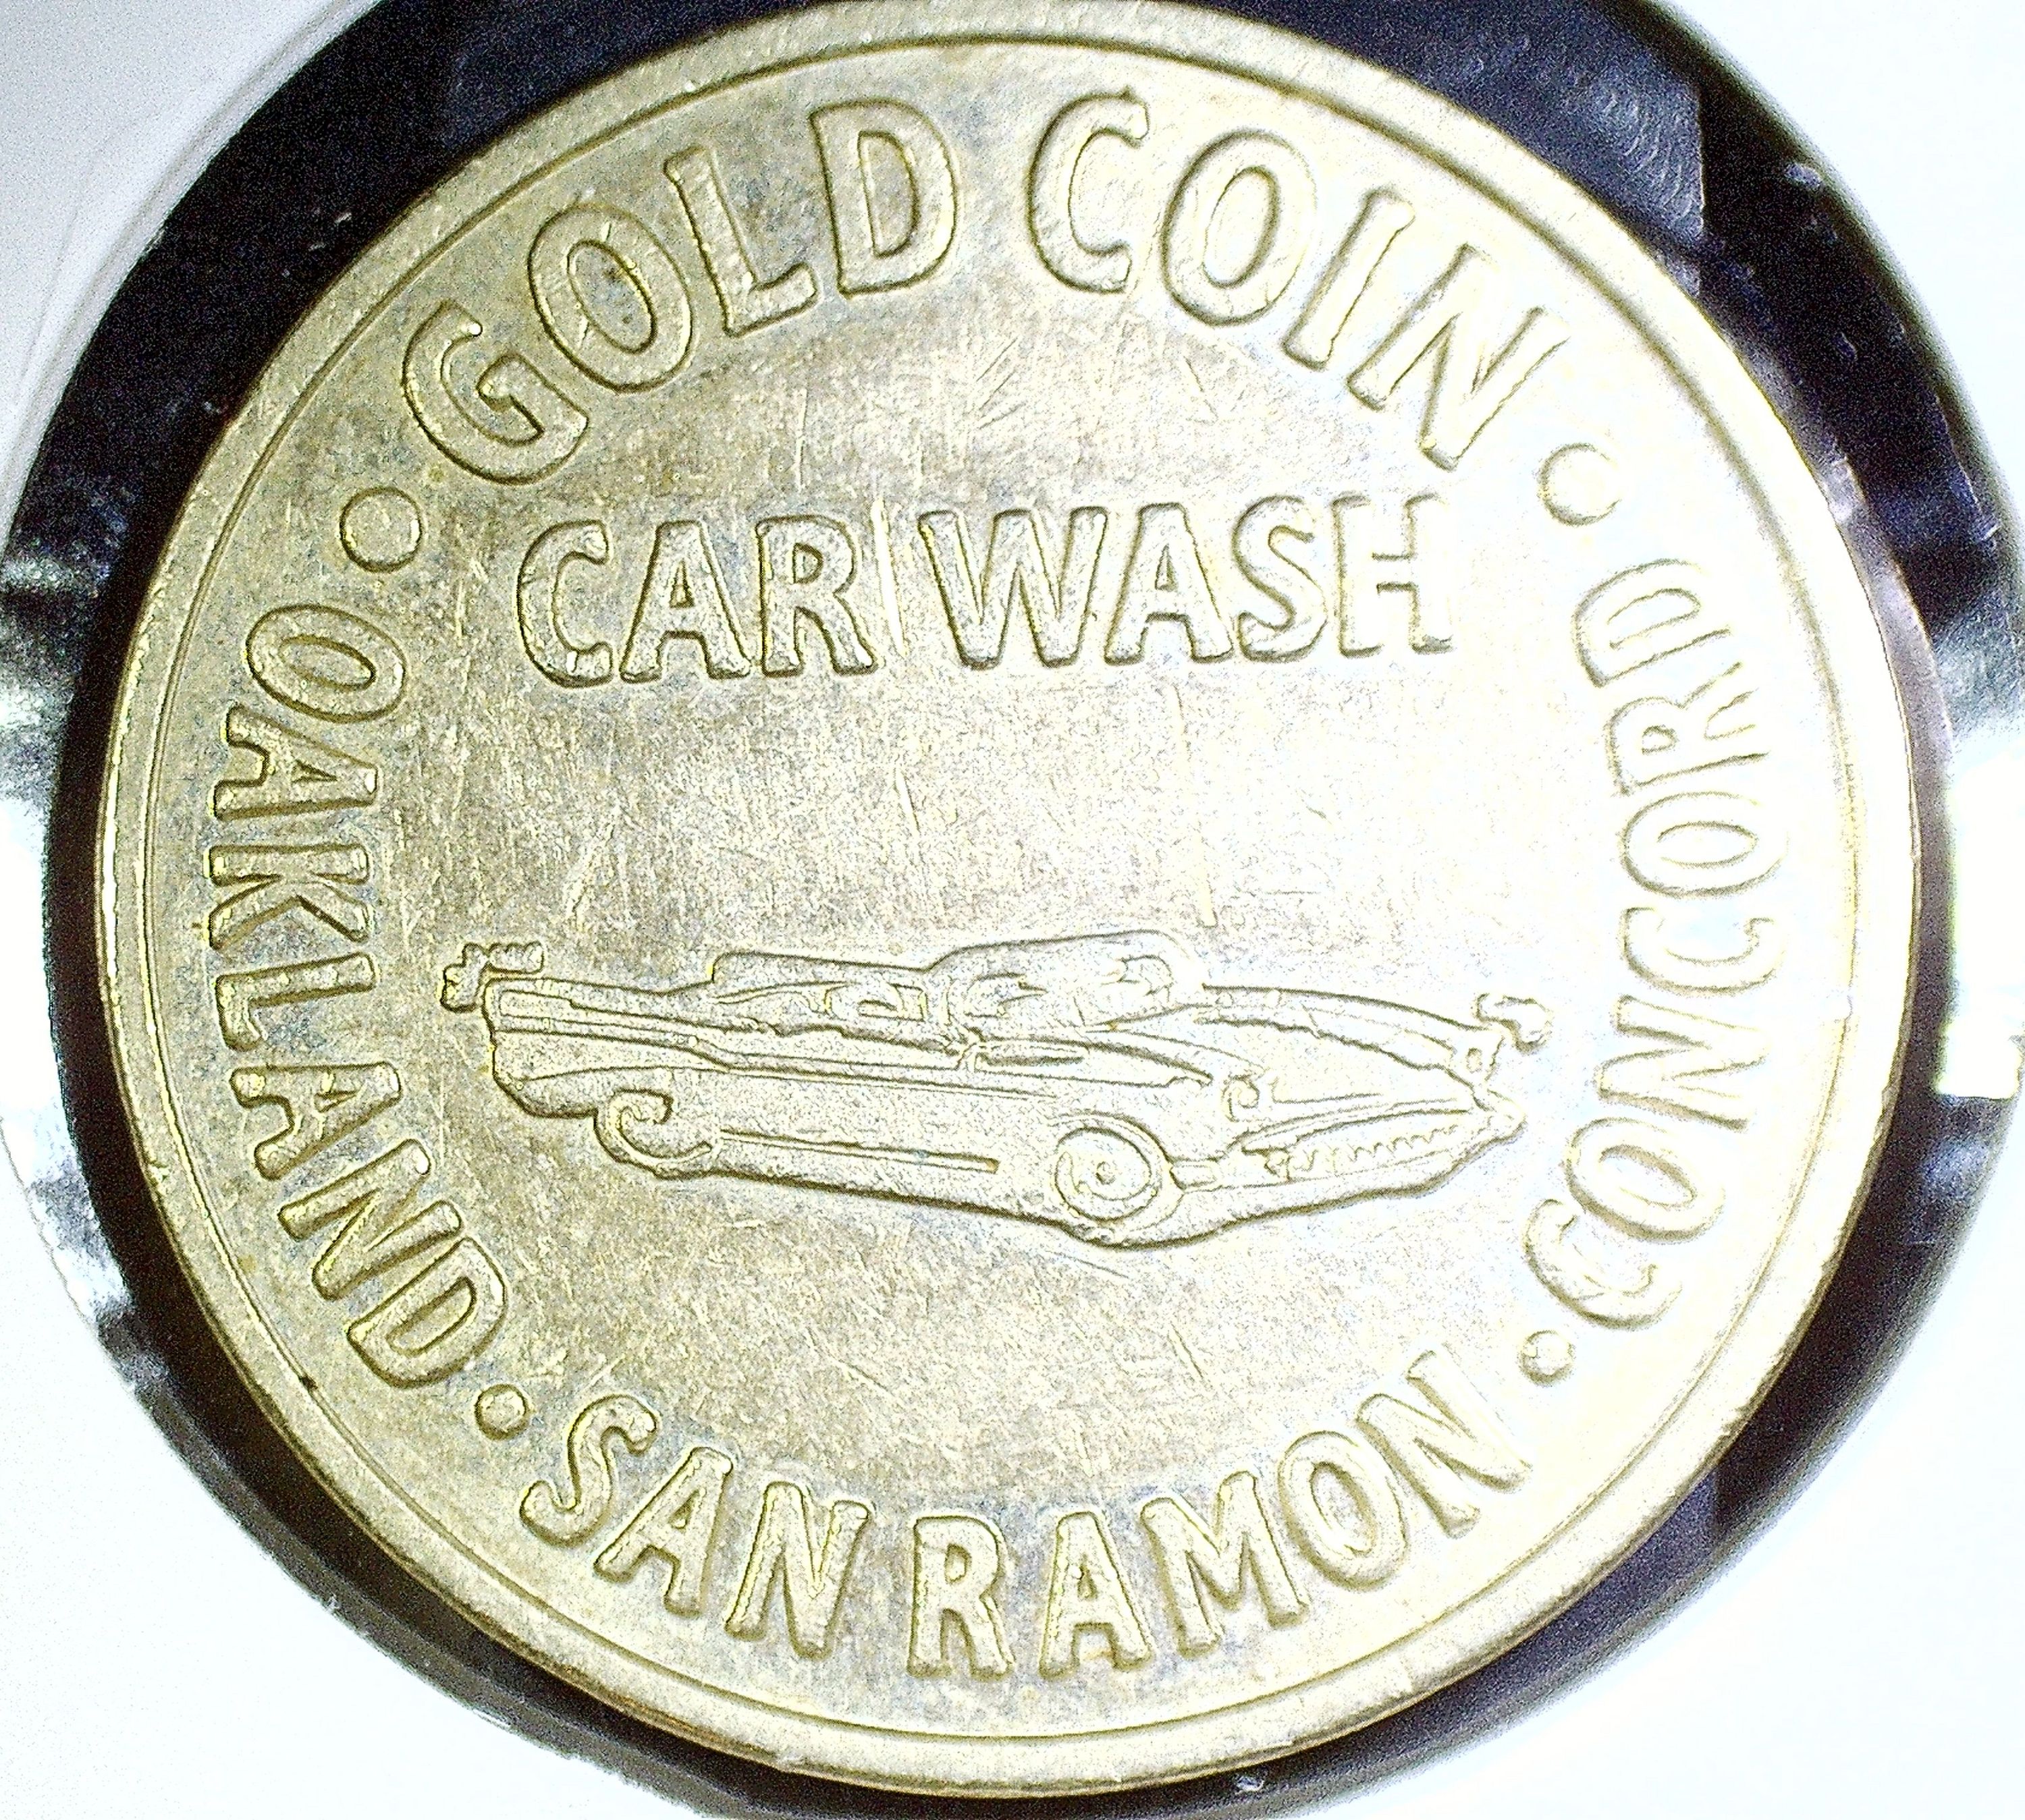 GOLD COIN
CAR WASH
OAKLAND • SAN RAMON • CONCORD